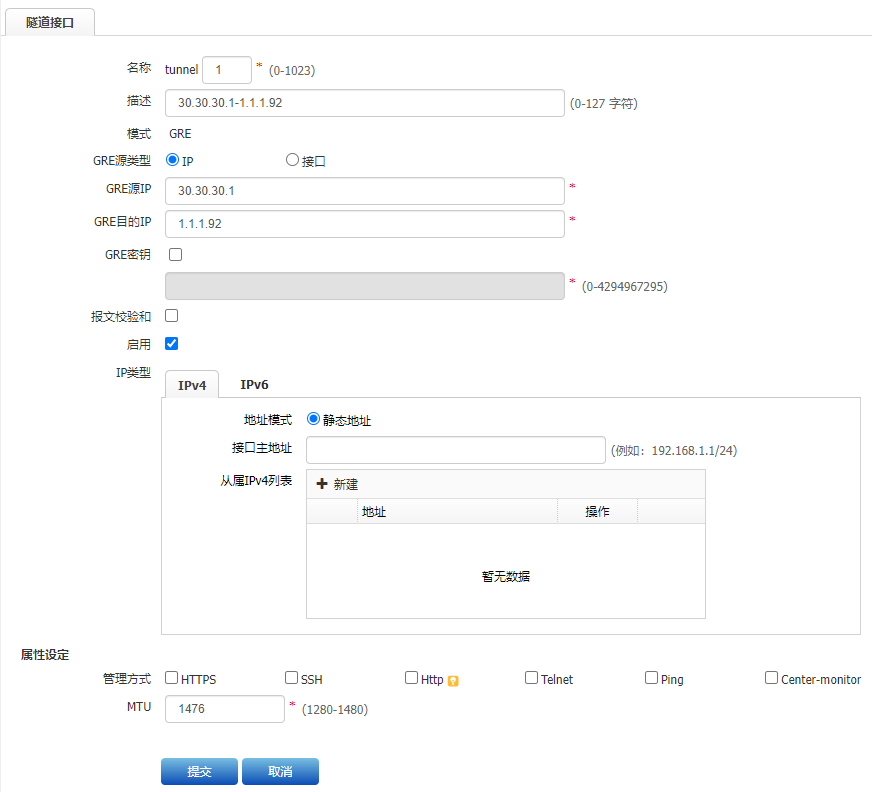 隧道接口
名称 tunnel 1 * (0-1023)
描述 30.30.30.1-1.1.1.92 (0-127 字符)
模式 GRE
GRE源类型 IP 接口
GRE源IP 30.30.30.1 *
GRE目的IP 1.1.1.92 *
GRE密钥
* (0-4294967295)
报文校验和
启用
IP类型 IPv4 IPv6
地址模式 静态地址
接口主地址 (例如：192.168.1.1/24)
从属IPv4列表 + 新建
地址 操作
暂无数据
属性设定
管理方式 HTTPS SSH Http ? Telnet Ping Center-monitor
MTU 1476 * (1280-1480)
提交 取消